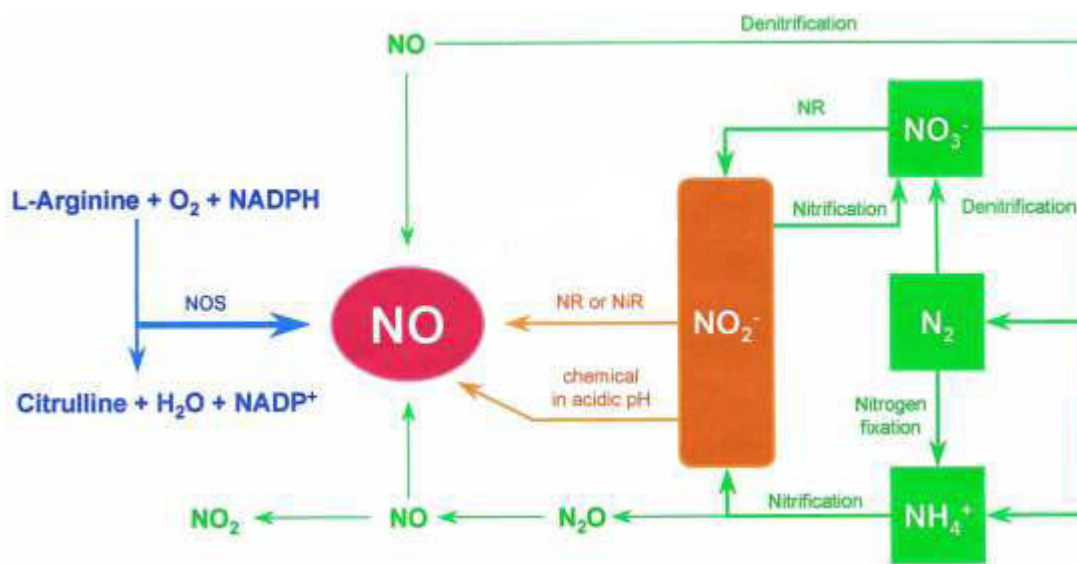 Denitrification
NO
NR
NO₃⁻
L-Arginine + O₂ + NADPH
Nitrification
Denitrification
NOS
NO
NR or NiR
NO₂⁻
N₂
chemical
in acidic pH
Citrulline + H₂O + NADP⁺
Nitrogen
fixation
NO₂
NO
N₂O
Nitrification
NH₄⁺